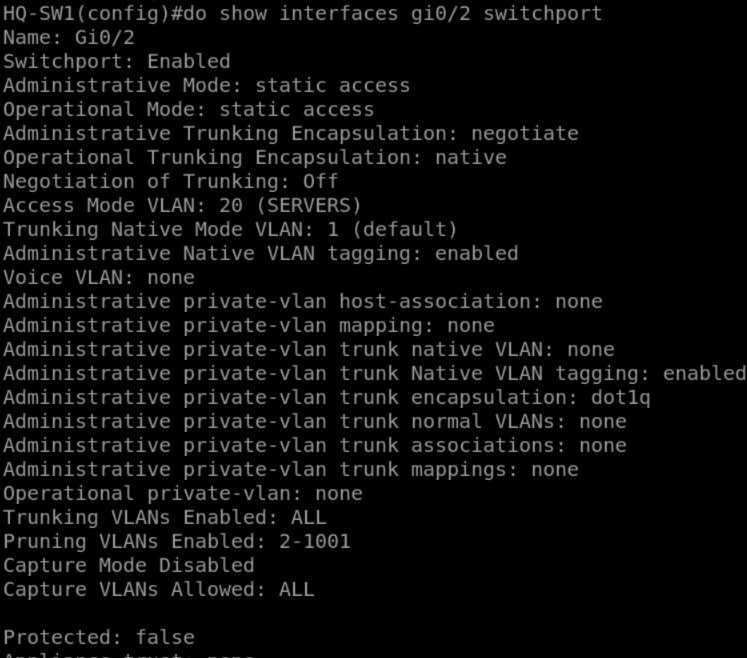 HQ-SW1(config)#do show interfaces gi0/2 switchport
Name: Gi0/2
Switchport: Enabled
Administrative Mode: static access
Operational Mode: static access
Administrative Trunking Encapsulation: negotiate
Operational Trunking Encapsulation: native
Negotiation of Trunking: Off
Access Mode VLAN: 20 (SERVERS)
Trunking Native Mode VLAN: 1 (default)
Administrative Native VLAN tagging: enabled
Voice VLAN: none
Administrative private-vlan host-association: none
Administrative private-vlan mapping: none
Administrative private-vlan trunk native VLAN: none
Administrative private-vlan trunk Native VLAN tagging: enabled
Administrative private-vlan trunk encapsulation: dot1q
Administrative private-vlan trunk normal VLANs: none
Administrative private-vlan trunk associations: none
Administrative private-vlan trunk mappings: none
Operational private-vlan: none
Trunking VLANs Enabled: ALL
Pruning VLANs Enabled: 2-1001
Capture Mode Disabled
Capture VLANs Allowed: ALL
Protected: false
Appliance trust: none